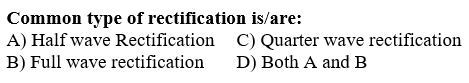 Common type of rectification is/are:
A) Half wave Rectification C) Quarter wave rectification
B) Full wave rectification D) Both A and B